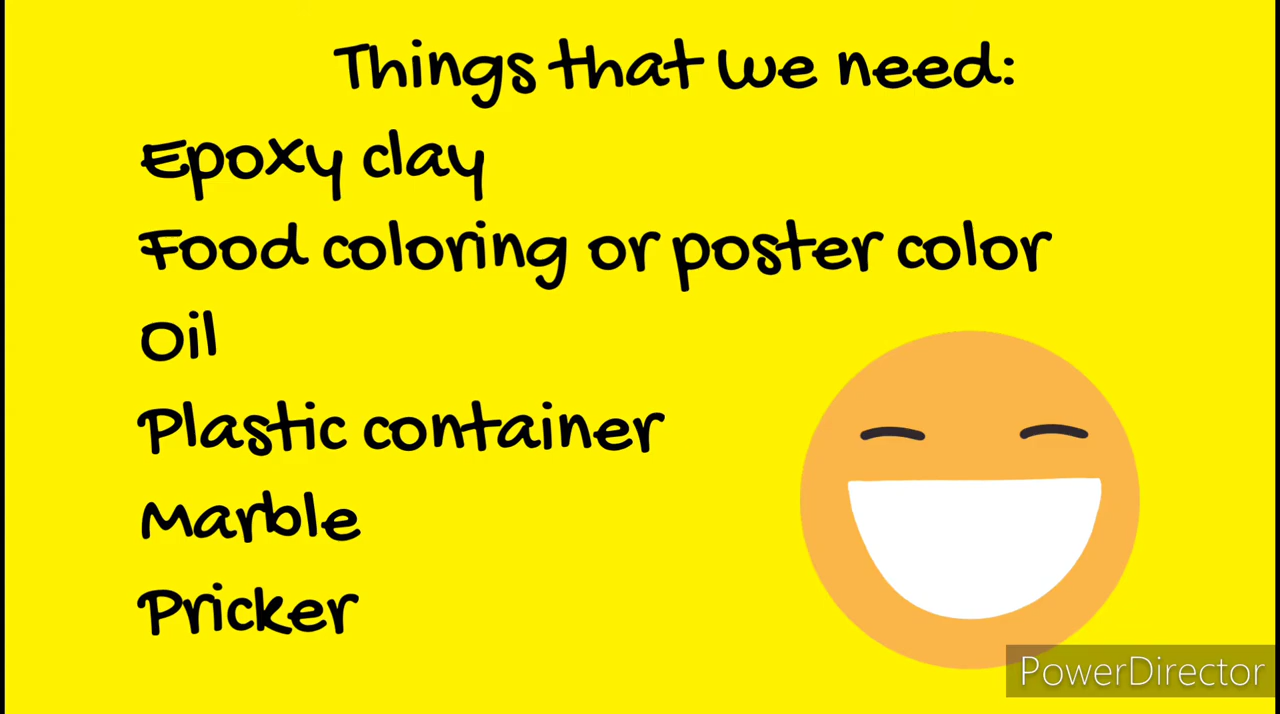 Things that we need:
Epoxy clay
Food coloring or poster color
Oil
Plastic container
Marble
Pricker
PowerDirector